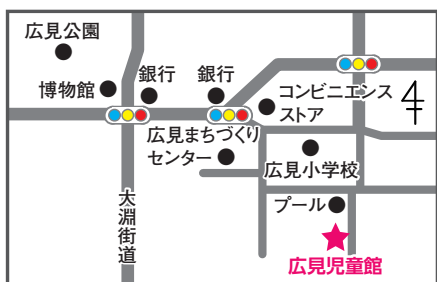 広見公園
博物館
銀行
銀行
コンビニエンス
ストア
広見まちづくり
センター
広見小学校
大淵街道
プール
広見児童館